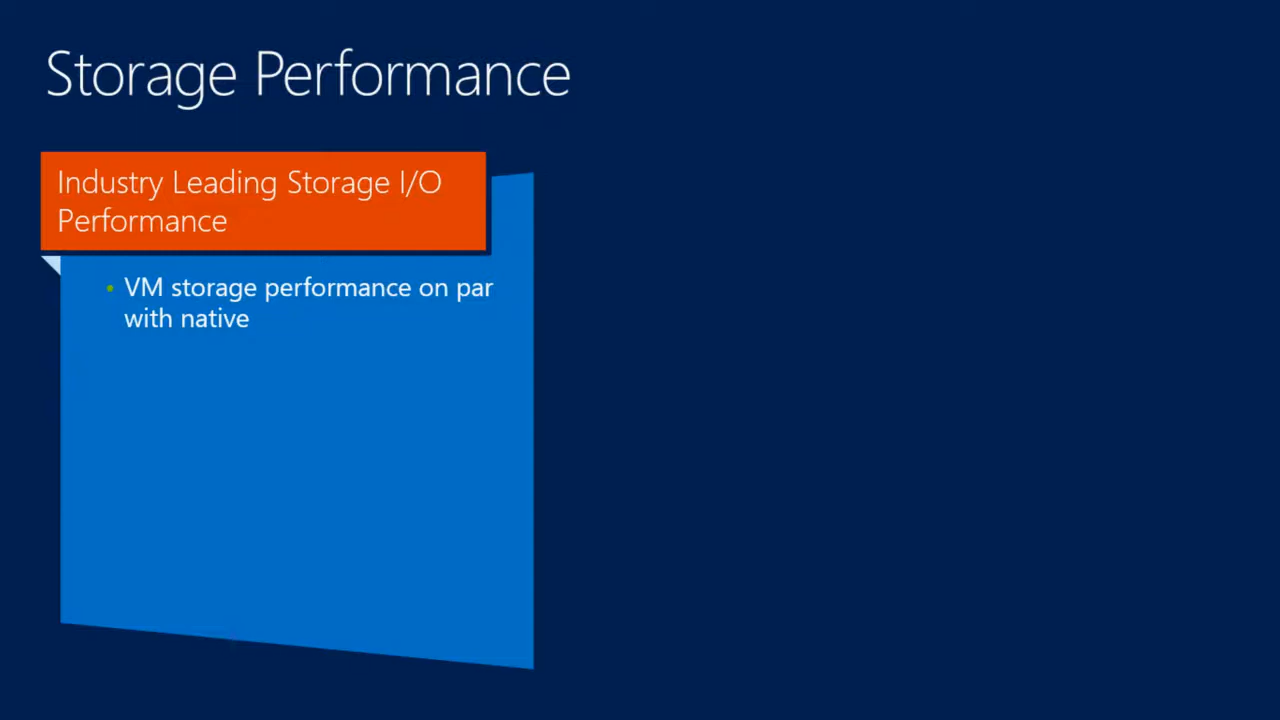 Storage Performance
Industry Leading Storage I/O
Performance
• VM storage performance on par
with native